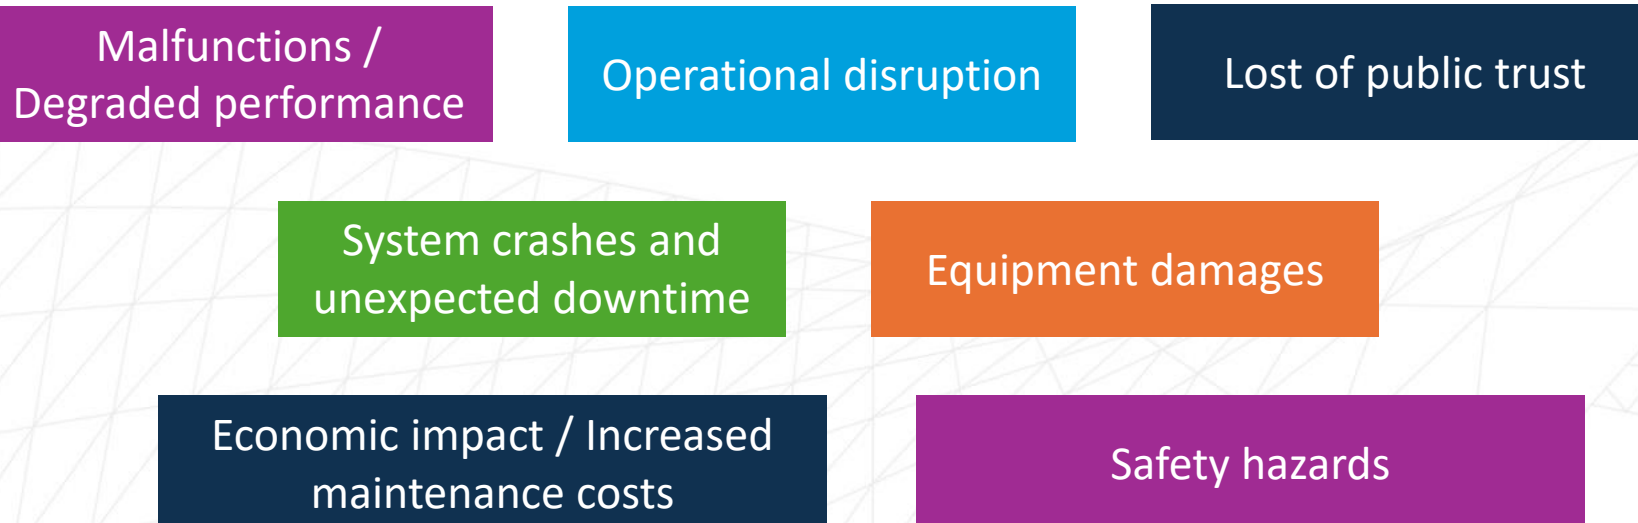 Malfunctions /
Degraded performance
Operational disruption
Lost of public trust
System crashes and
unexpected downtime
Equipment damages
Economic impact / Increased
maintenance costs
Safety hazards